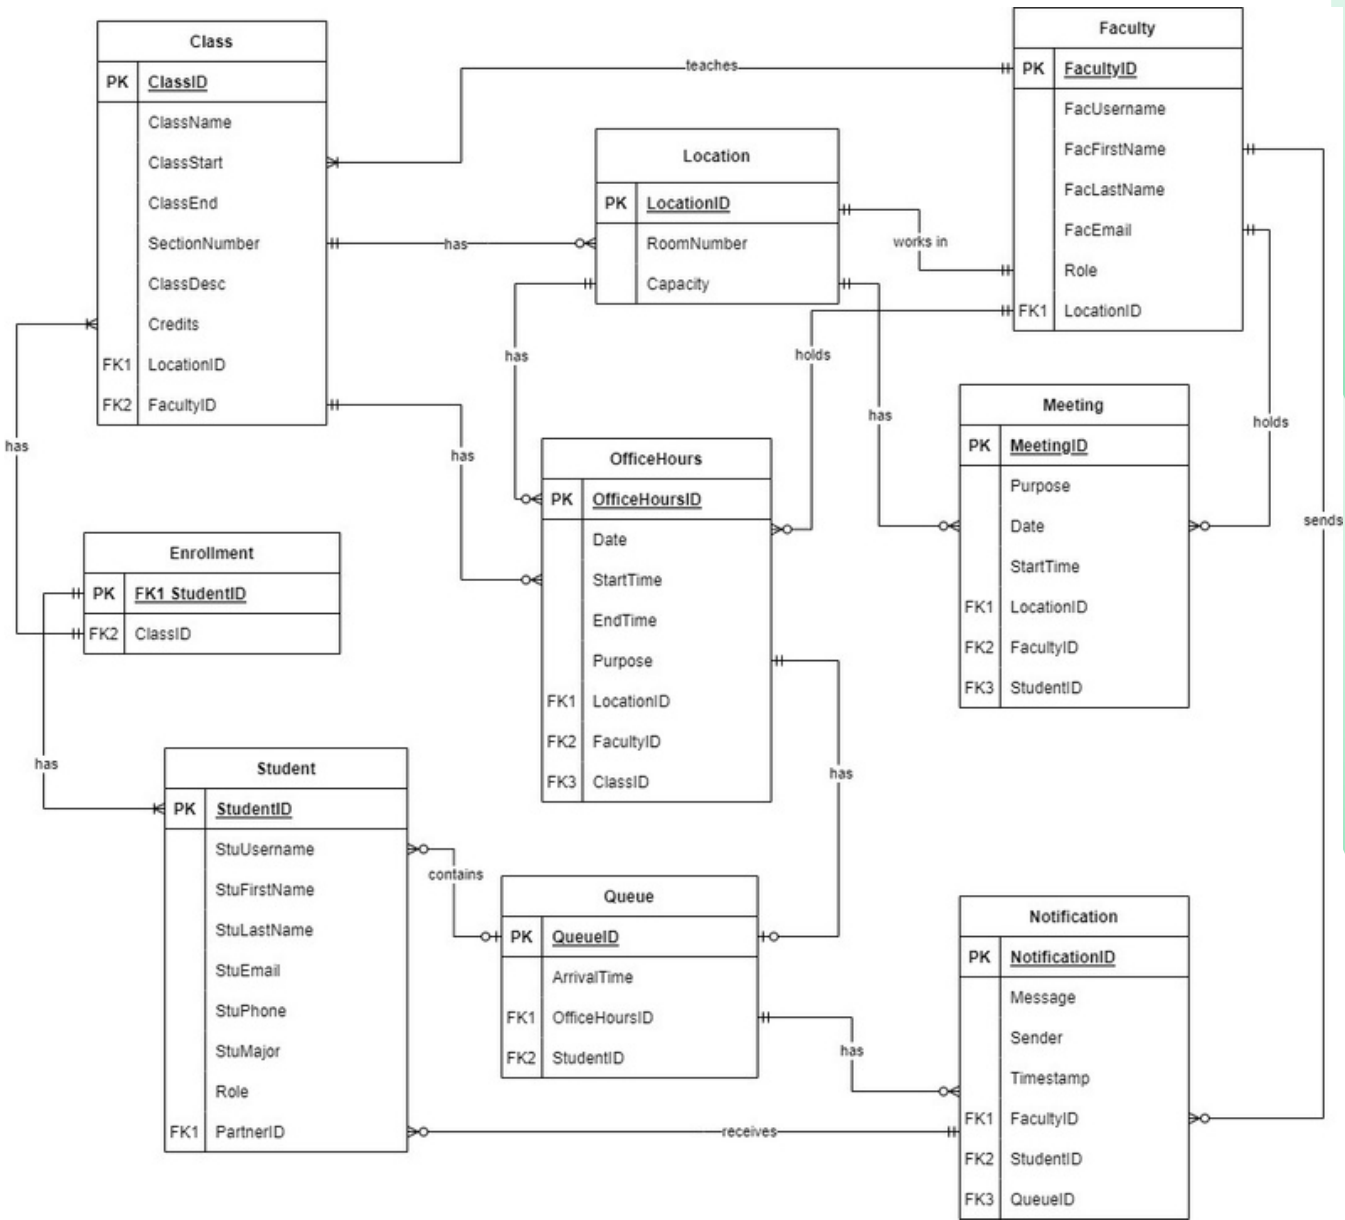 Class
PK ClassID
ClassName
ClassStart
ClassEnd
SectionNumber
ClassDesc
Credits
FK1 LocationID
FK2 FacultyID
teaches
Faculty
PK FacultyID
FacUsername
FacFirstName
FacLastName
FacEmail
Role
FK1 LocationID
Location
PK LocationID
RoomNumber
Capacity
has
works in
has
holds
has
has
has
holds
sends
Meeting
PK MeetingID
Purpose
Date
StartTime
FK1 LocationID
FK2 FacultyID
FK3 StudentID
OfficeHours
PK OfficeHoursID
Date
StartTime
EndTime
Purpose
FK1 LocationID
FK2 FacultyID
FK3 ClassID
Enrollment
PK FK1 StudentID
FK2 ClassID
has
has
Student
PK StudentID
StuUsername
StuFirstName
StuLastName
StuEmail
StuPhone
StuMajor
Role
FK1 PartnerID
contains
Queue
PK QueueID
ArrivalTime
FK1 OfficeHoursID
FK2 StudentID
has
receives
Notification
PK NotificationID
Message
Sender
Timestamp
FK1 FacultyID
FK2 StudentID
FK3 QueueID